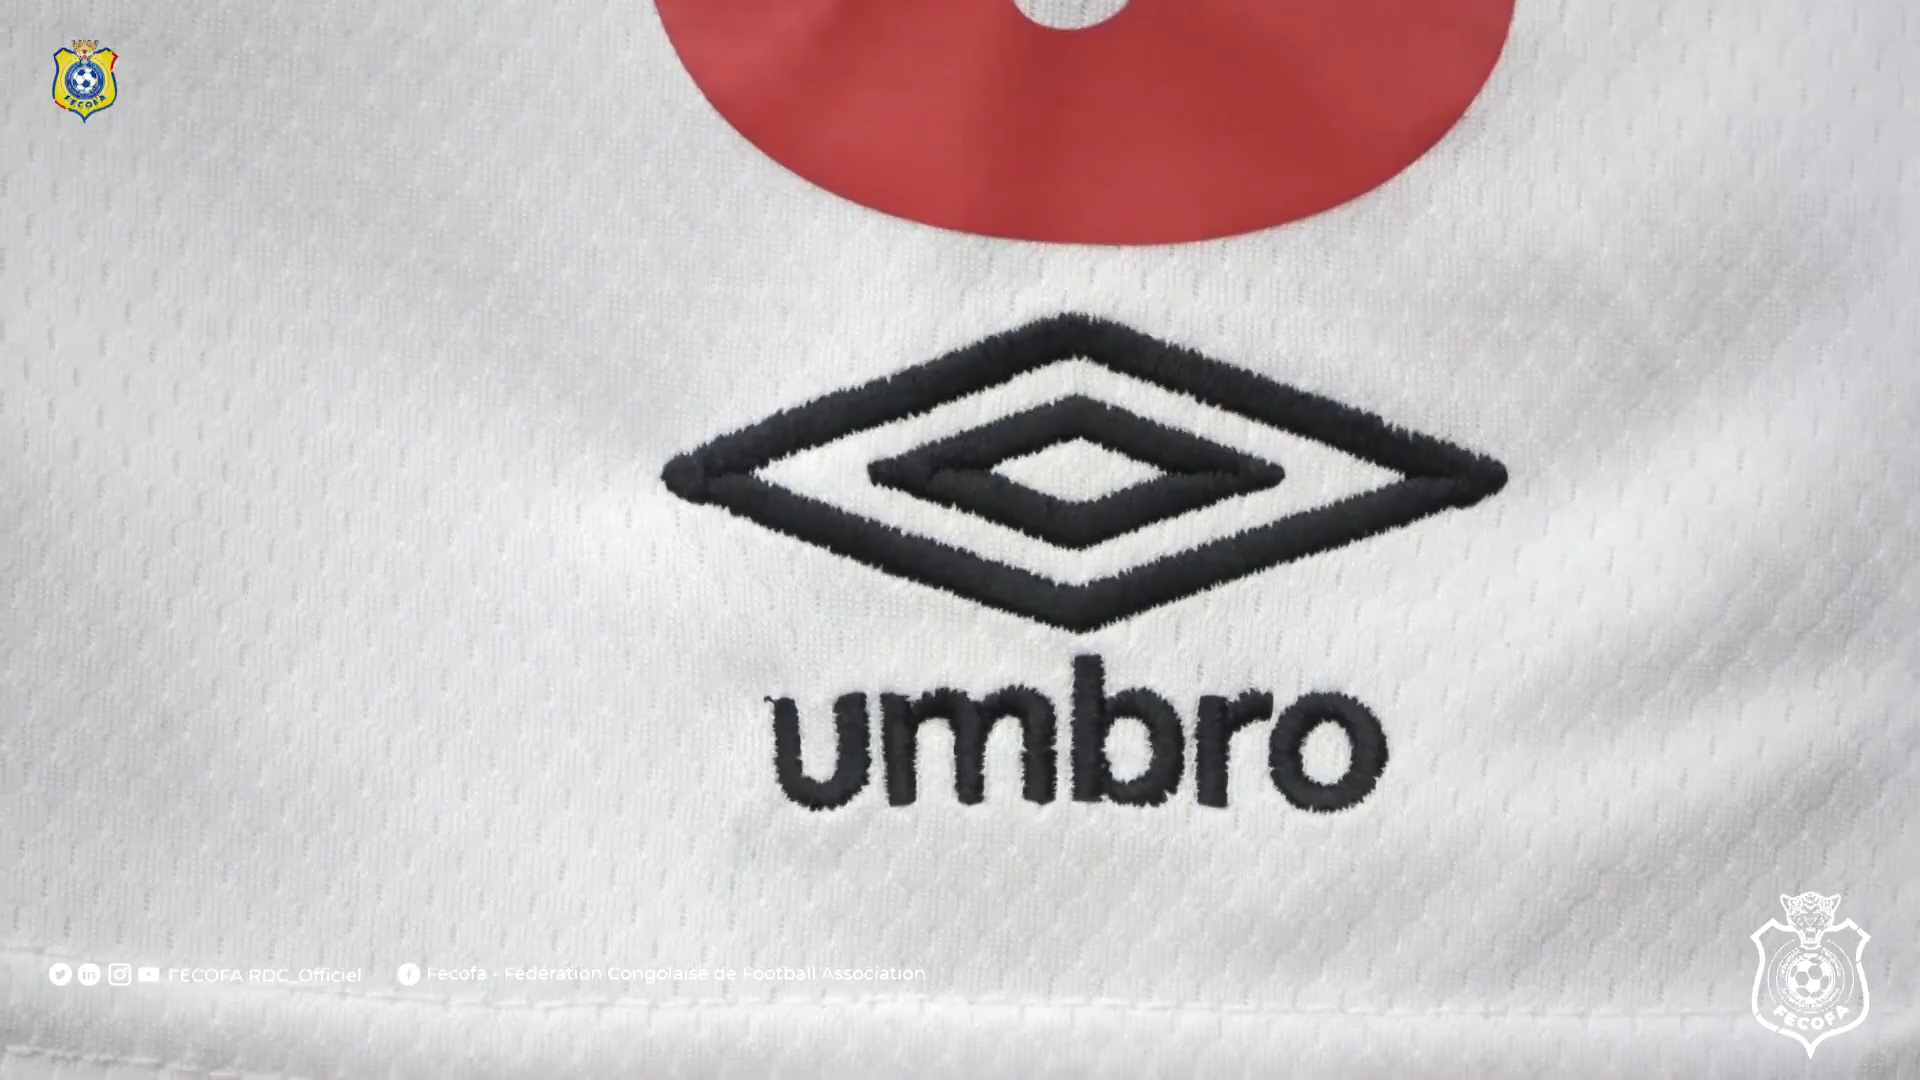 FECOFA
umbro
FECOFA RDC_Officiel
Fecofa - Fédération Congolaise de Football Association
FECOFA